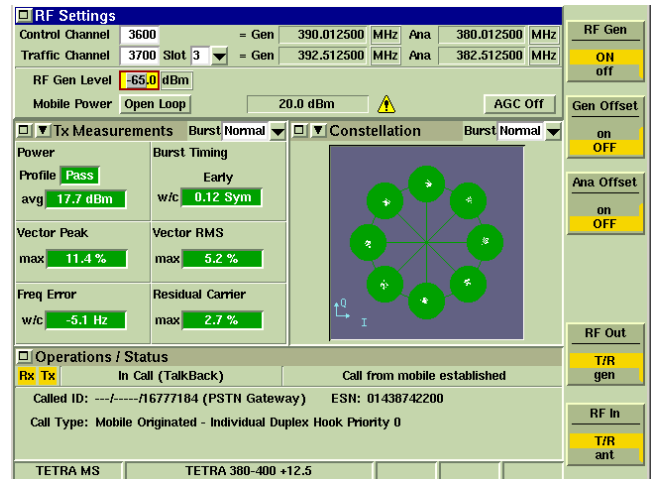 RF Settings
Control Channel 3600 = Gen 390.012500 MHz Ana 380.012500 MHz
Traffic Channel 3700 Slot 3 = Gen 392.512500 MHz Ana 382.512500 MHz
RF Gen Level -65.0 dBm
Mobile Power Open Loop 20.0 dBm AGC Off
Tx Measurements Burst Normal
Power Burst Timing
Profile Pass Early
avg 17.7 dBm w/c 0.12 Sym
Vector Peak Vector RMS
max 11.4 % max 5.2 %
Freq Error Residual Carrier
w/c -5.1 Hz max 2.7 %
Constellation Burst Normal
Q
I
Operations / Status
Rx Tx In Call (TalkBack) Call from mobile established
Called ID: ---/-----/16777184 (PSTN Gateway) ESN: 01438742200
Call Type: Mobile Originated - Individual Duplex Hook Priority 0
TETRA MS TETRA 380-400 +12.5
RF Gen
ON
off
Gen Offset
on
OFF
Ana Offset
on
OFF
RF Out
T/R
gen
RF In
T/R
ant